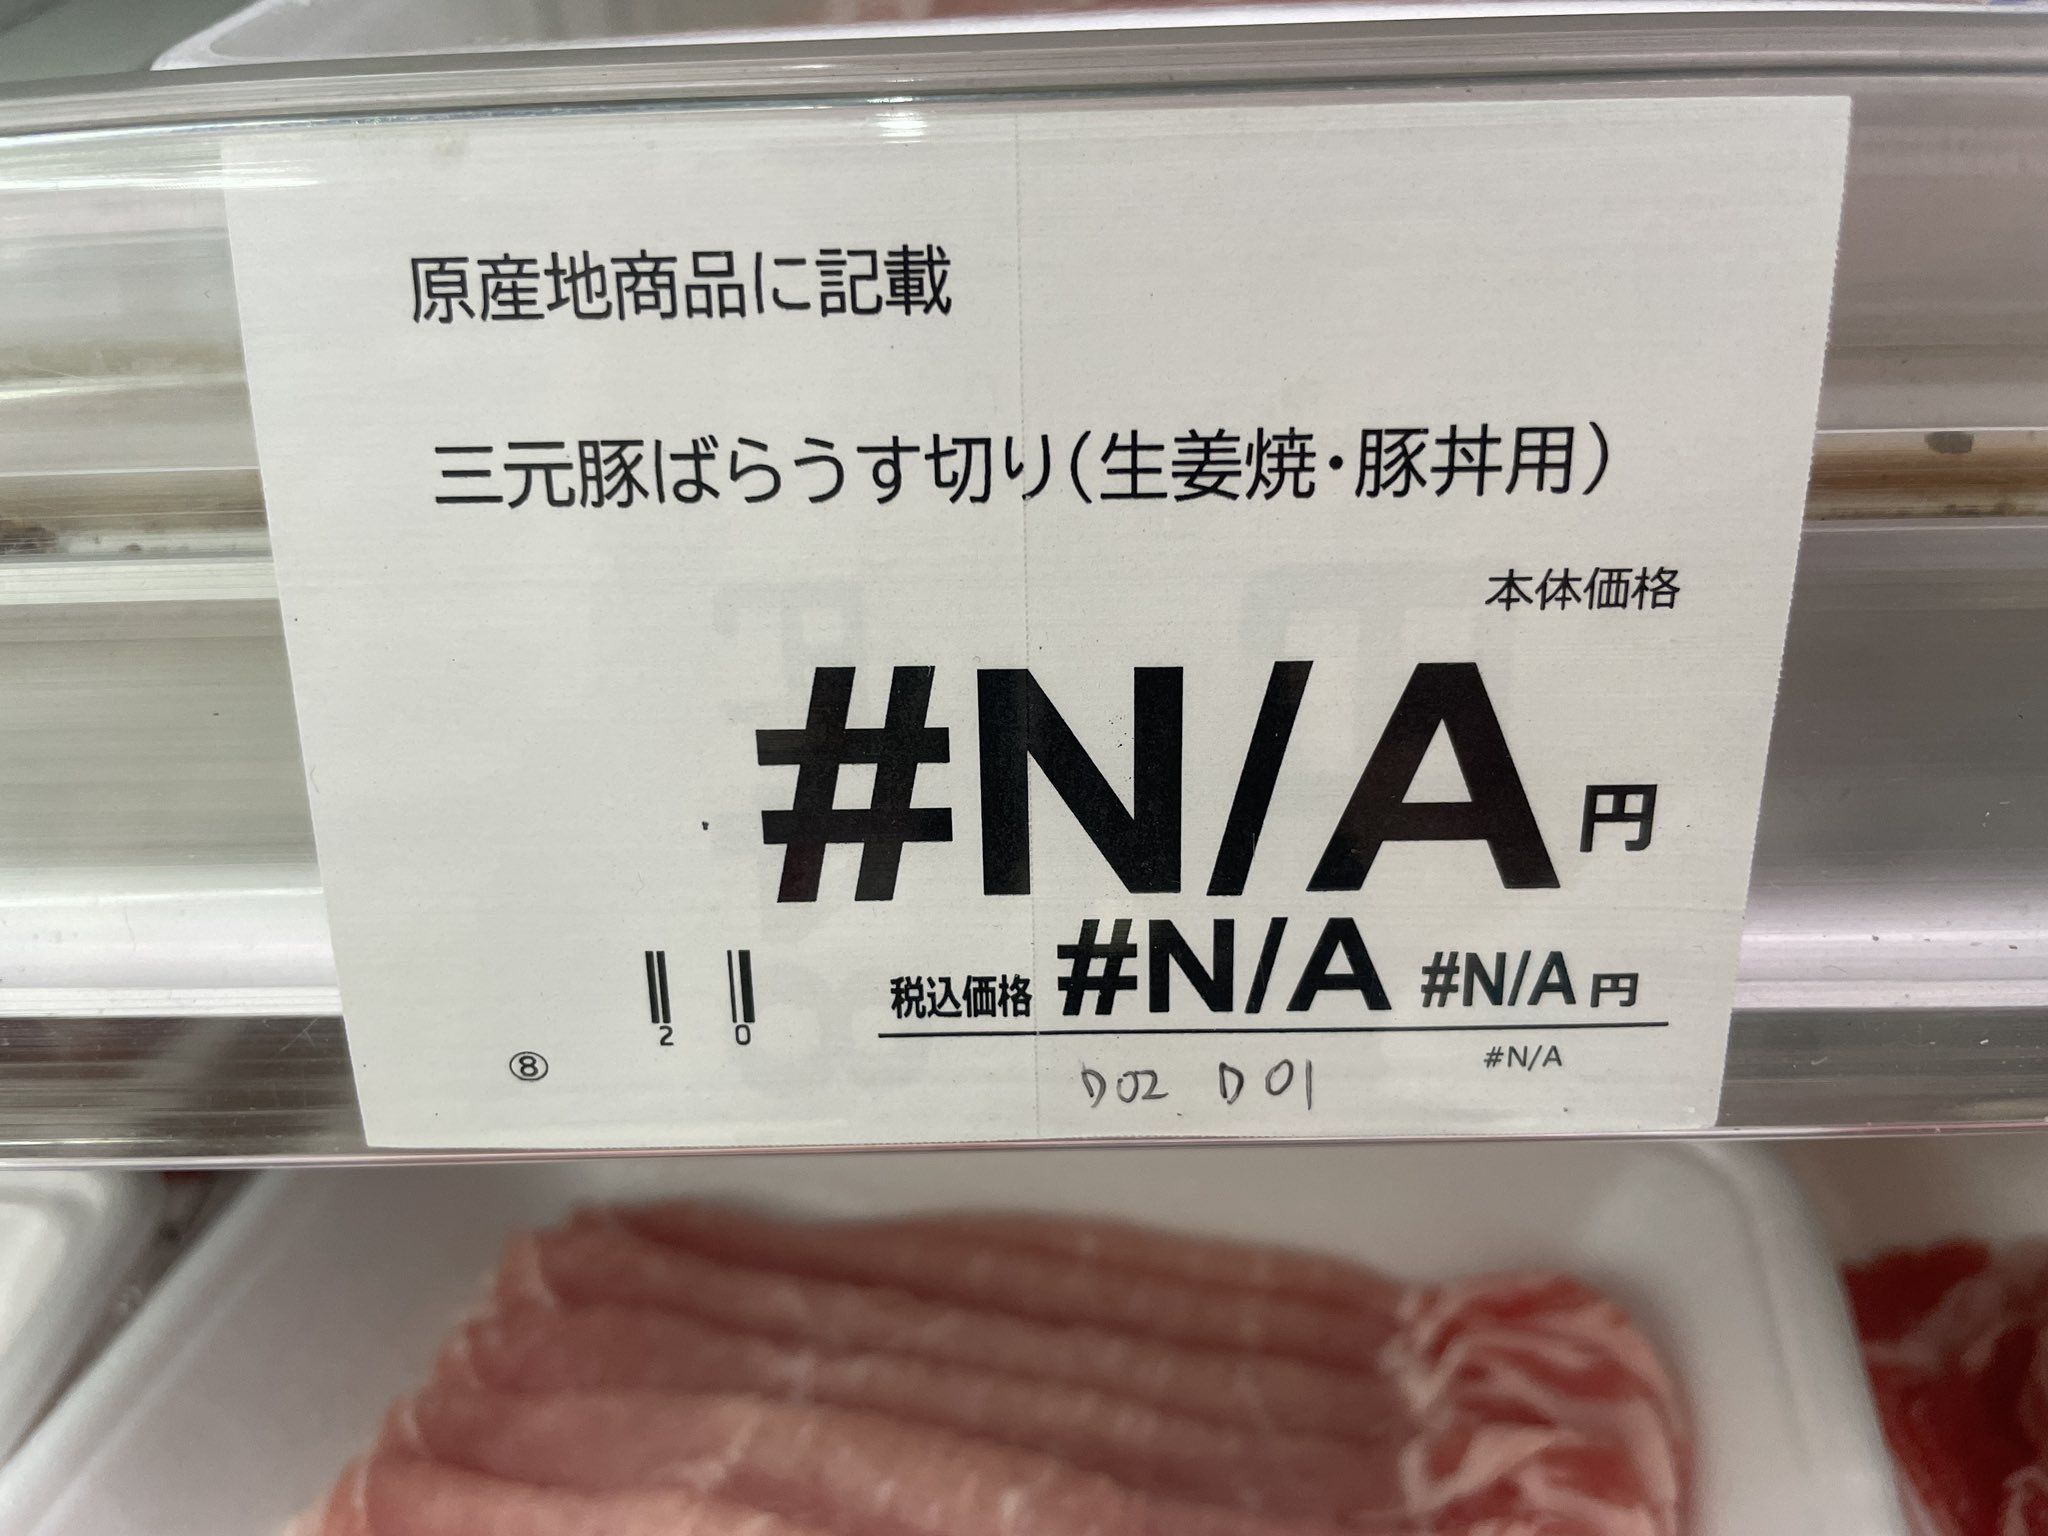 原産地商品に記載
三元豚ばらうす切り(生姜焼・豚丼用)
本体価格
#N/A円
税込価格 #N/A #N/A円
2 0
#N/A
⑧
D02 D01